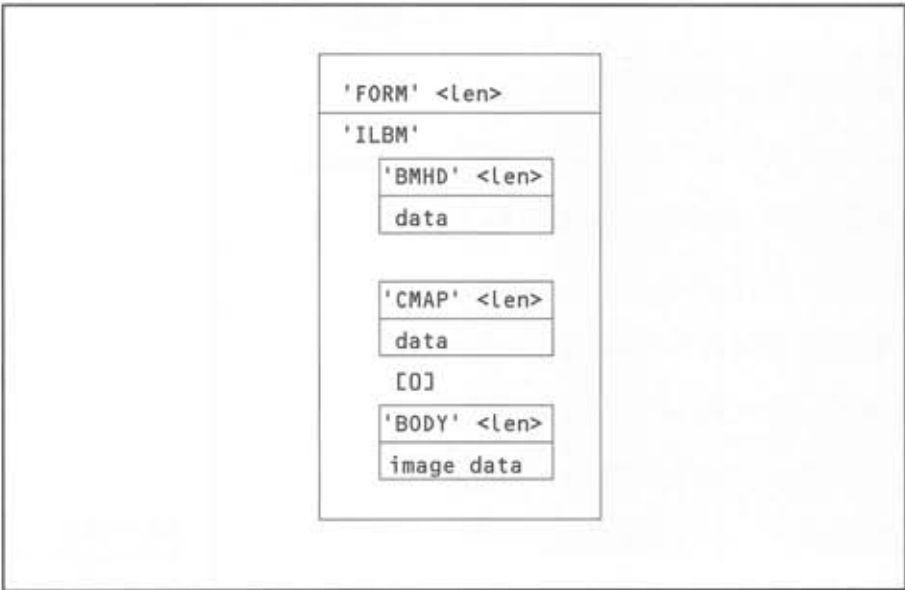 'FORM' <len>
'ILBM'
'BMHD' <len>
data
'CMAP' <len>
data
[0]
'BODY' <len>
image data